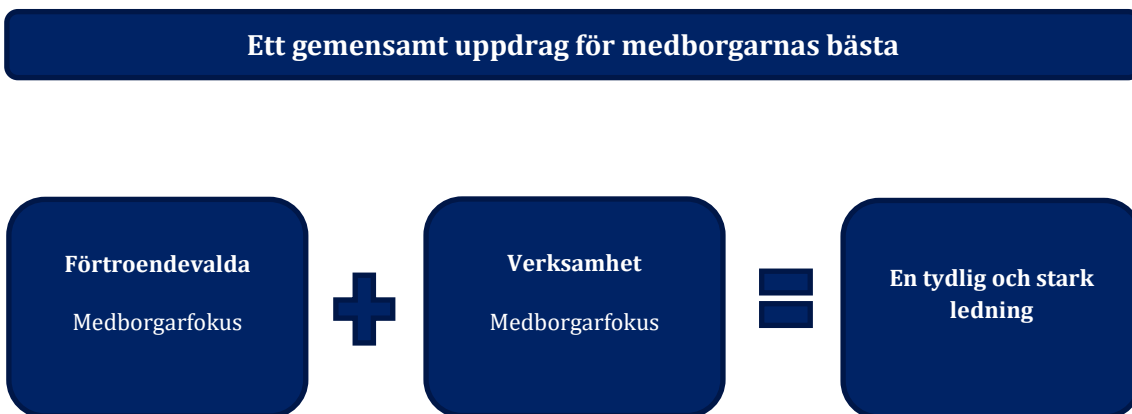 Ett gemensamt uppdrag för medborgarnas bästa
Förtroendevalda
Medborgarfokus
Verksamhet
Medborgarfokus
En tydlig och stark
ledning